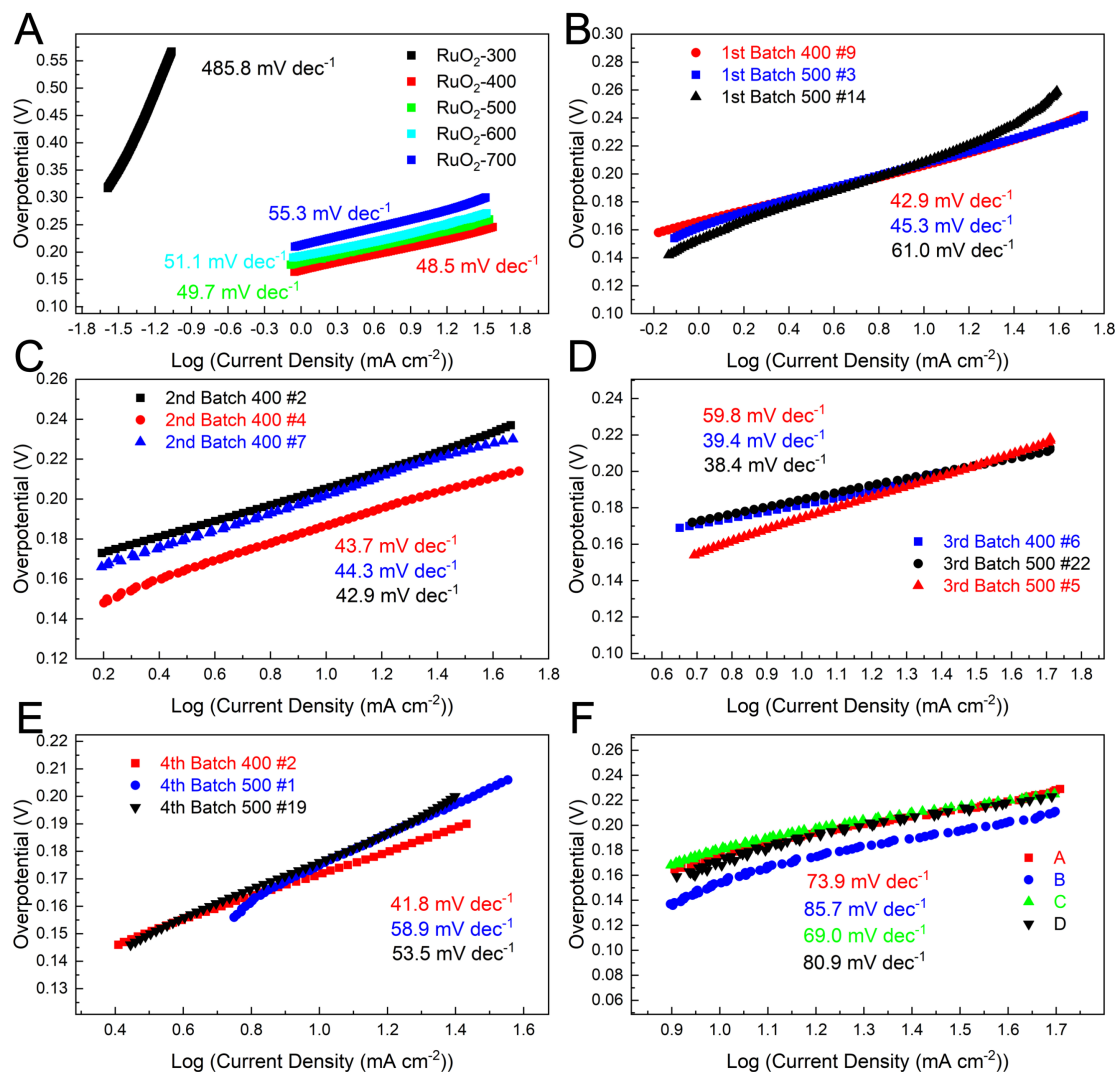 A
485.8 mV dec-1
RuO2-300
RuO2-400
RuO2-500
RuO2-600
RuO2-700
55.3 mV dec-1
51.1 mV dec-1
49.7 mV dec-1
48.5 mV dec-1
0.55
0.50
0.45
0.40
0.35
0.30
0.25
0.20
0.15
0.10
Overpotential (V)
-1.8 -1.5 -1.2 -0.9 -0.6 -0.3 0.0 0.3 0.6 0.9 1.2 1.5 1.8
Log (Current Density (mA cm-2))
B
1st Batch 400 #9
1st Batch 500 #3
1st Batch 500 #14
42.9 mV dec-1
45.3 mV dec-1
61.0 mV dec-1
0.30
0.28
0.26
0.24
0.22
0.20
0.18
0.16
0.14
0.12
0.10
Overpotential (V)
-0.2 0.0 0.2 0.4 0.6 0.8 1.0 1.2 1.4 1.6 1.8
Log (Current Density (mA cm-2))
C
2nd Batch 400 #2
2nd Batch 400 #4
2nd Batch 400 #7
43.7 mV dec-1
44.3 mV dec-1
42.9 mV dec-1
0.26
0.24
0.22
0.20
0.18
0.16
0.14
0.12
Overpotential (V)
0.2 0.4 0.6 0.8 1.0 1.2 1.4 1.6 1.8
Log (Current Density (mA cm-2))
D
59.8 mV dec-1
39.4 mV dec-1
38.4 mV dec-1
3rd Batch 400 #6
3rd Batch 500 #22
3rd Batch 500 #5
0.24
0.22
0.20
0.18
0.16
0.14
0.12
0.10
Overpotential (V)
0.6 0.7 0.8 0.9 1.0 1.1 1.2 1.3 1.4 1.5 1.6 1.7 1.8
Log (Current Density (mA cm-2))
E
4th Batch 400 #2
4th Batch 500 #1
4th Batch 500 #19
41.8 mV dec-1
58.9 mV dec-1
53.5 mV dec-1
0.22
0.21
0.20
0.19
0.18
0.17
0.16
0.15
0.14
0.13
Overpotential (V)
0.4 0.6 0.8 1.0 1.2 1.4 1.6
Log (Current Density (mA cm-2))
F
A
B
C
D
73.9 mV dec-1
85.7 mV dec-1
69.0 mV dec-1
80.9 mV dec-1
0.26
0.24
0.22
0.20
0.18
0.16
0.14
0.12
0.10
0.08
0.06
Overpotential (V)
0.9 1.0 1.1 1.2 1.3 1.4 1.5 1.6 1.7 1.8
Log (Current Density (mA cm-2))